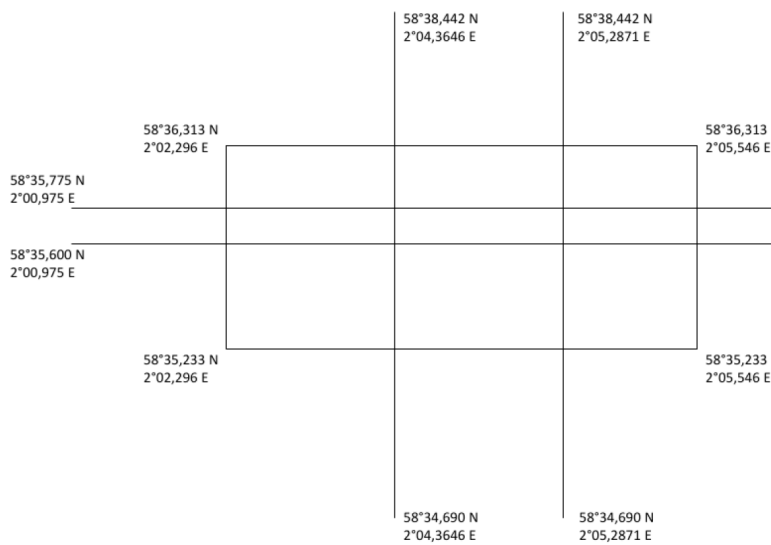 58°38,442 N
2°04,3646 E
58°38,442 N
2°05,2871 E
58°36,313 N
2°02,296 E
58°36,313
2°05,546 E
58°35,775 N
2°00,975 E
58°35,600 N
2°00,975 E
58°35,233 N
2°02,296 E
58°35,233
2°05,546 E
58°34,690 N
2°04,3646 E
58°34,690 N
2°05,2871 E